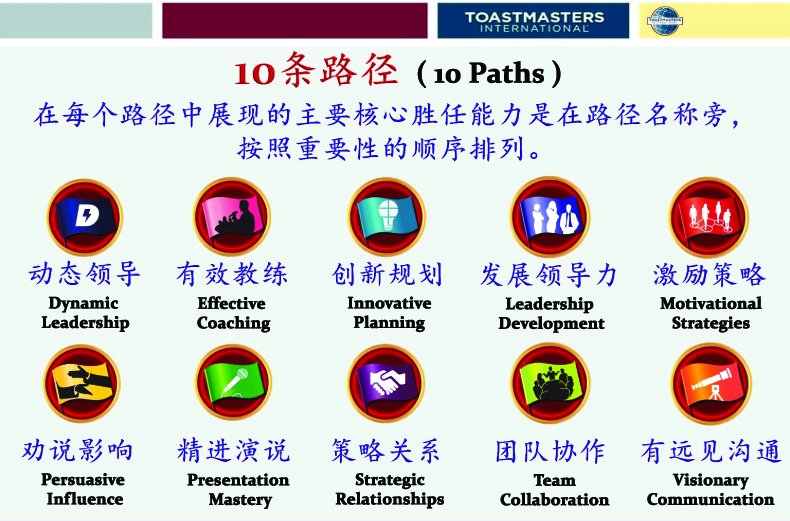 TOASTMASTERS
INTERNATIONAL
TOASTMASTERS
INTERNATIONAL
10条路径 ( 10 Paths )
在每个路径中展现的主要核心胜任能力是在路径名称旁，
按照重要性的顺序排列。
D
动态领导
Dynamic
Leadership
有效教练
Effective
Coaching
创新规划
Innovative
Planning
发展领导力
Leadership
Development
激励策略
Motivational
Strategies
劝说影响
Persuasive
Influence
精进演说
Presentation
Mastery
策略关系
Strategic
Relationships
团队协作
Team
Collaboration
有远见沟通
Visionary
Communication